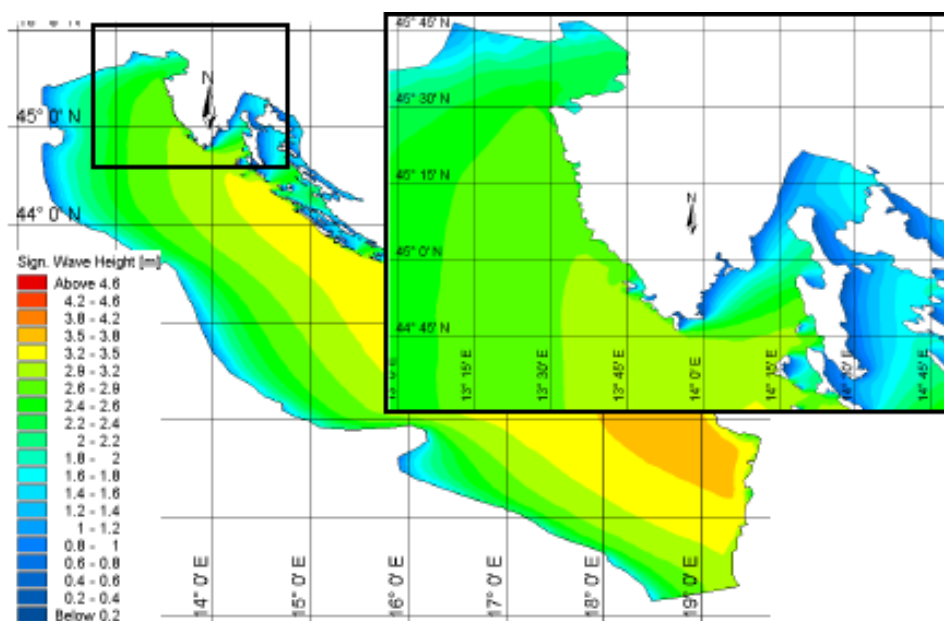 N
45° 0' N
44° 0' N
Sign. Wave Height [m]
Above 4.6
4.2 - 4.6
3.8 - 4.2
3.5 - 3.8
3.2 - 3.5
2.9 - 3.2
2.6 - 2.9
2.4 - 2.6
2.2 - 2.4
2 - 2.2
1.8 - 2
1.6 - 1.8
1.4 - 1.6
1.2 - 1.4
1 - 1.2
0.8 - 1
0.6 - 0.8
0.4 - 0.6
0.2 - 0.4
Below 0.2
14° 0' E
15° 0' E
16° 0' E
17° 0' E
18° 0' E
19° 0' E
45° 45' N
45° 30' N
45° 15' N
45° 0' N
44° 45' N
N
13° 15' E
13° 30' E
13° 45' E
14° 0' E
14° 15' E
14° 30' E
14° 45' E